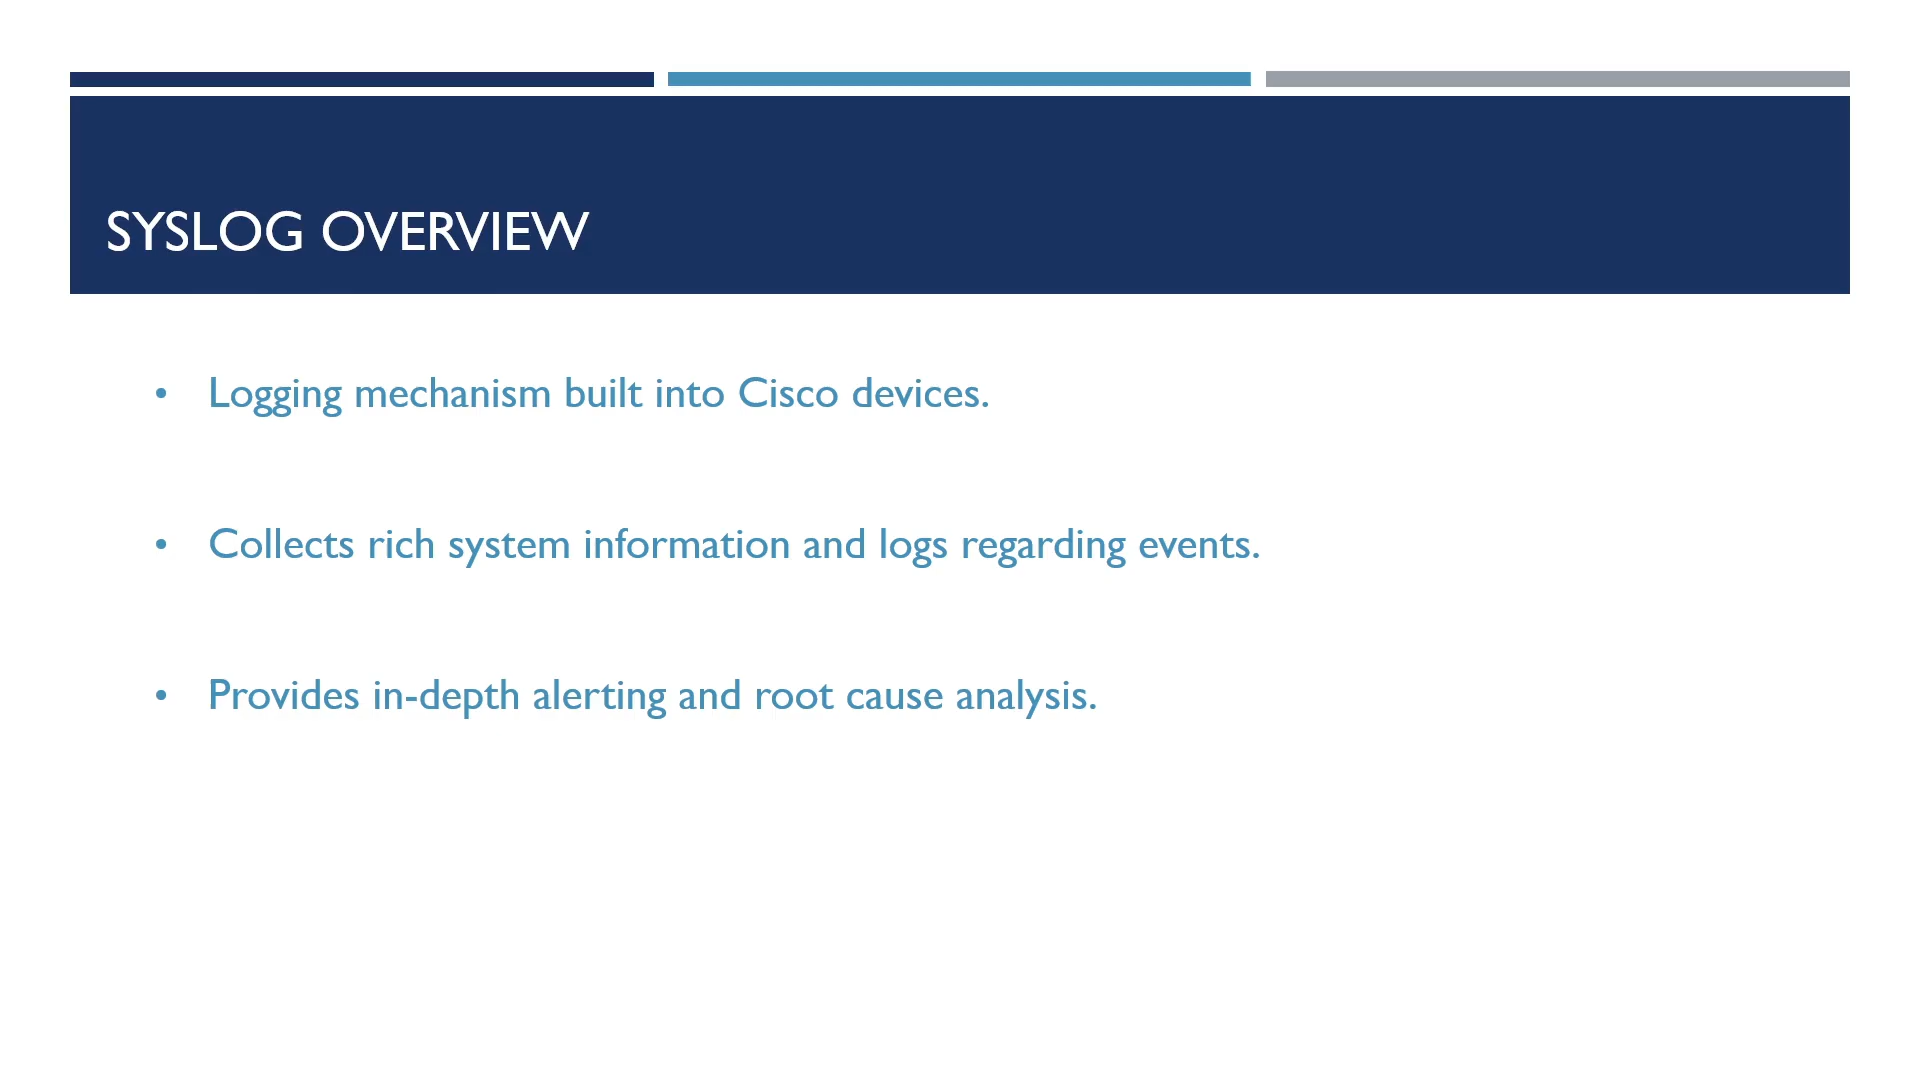 SYSLOG OVERVIEW
• Logging mechanism built into Cisco devices.
• Collects rich system information and logs regarding events.
• Provides in-depth alerting and root cause analysis.